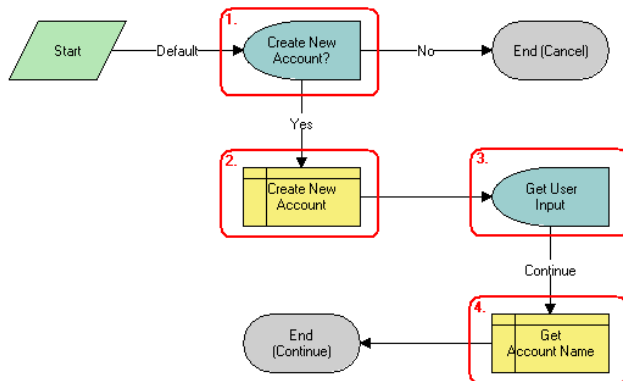 1.
Start
Default
Create New
Account?
No
End (Cancel)
Yes
2.
Create New
Account
3.
Get User
Input
Continue
4.
Get
Account Name
End
(Continue)